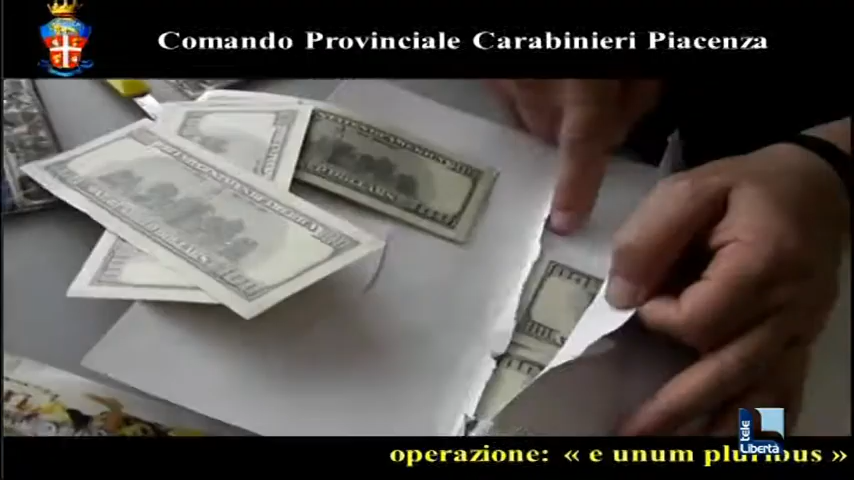 Comando Provinciale Carabinieri Piacenza
operazione: « e unum pluribus »
tele
Libertà